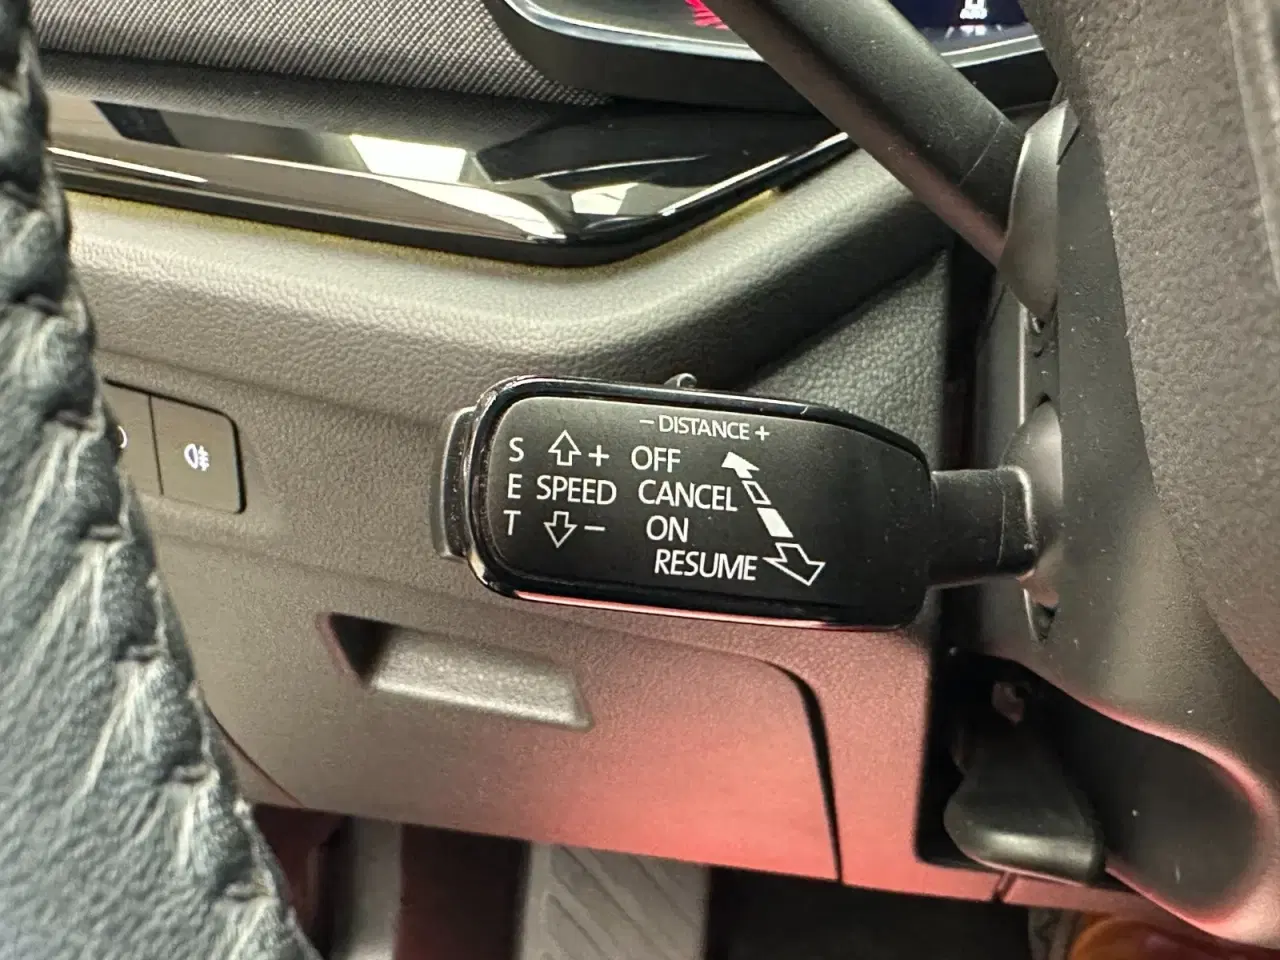 − DISTANCE +
S + OFF
E SPEED CANCEL
T − ON
RESUME